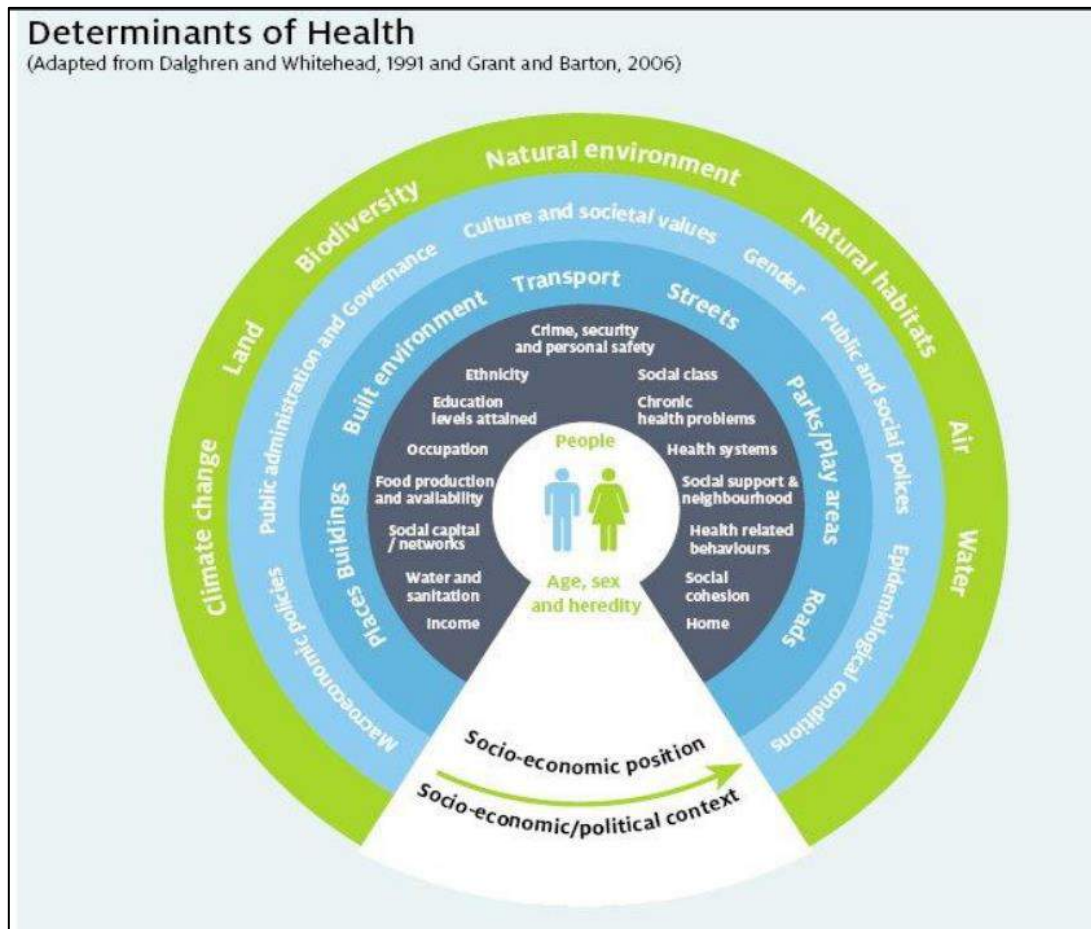 Determinants of Health
(Adapted from Dalghren and Whitehead, 1991 and Grant and Barton, 2006)
Climate change
Land
Biodiversity
Natural environment
Natural habitats
Air
Water
Macroeconomic policies
Public administration and Governance
Culture and societal values
Gender
Public and social polices
Epidemiological conditions
Places
Buildings
Built environment
Transport
Streets
Parks/play areas
Roads
Crime, security
and personal safety
Ethnicity
Education
levels attained
Occupation
Food production
and availability
Social capital
/ networks
Water and
sanitation
Income
Social class
Chronic
health problems
Health systems
Social support &
neighbourhood
Health related
behaviours
Social
cohesion
Home
People
Age, sex
and heredity
Socio-economic position
Socio-economic/political context